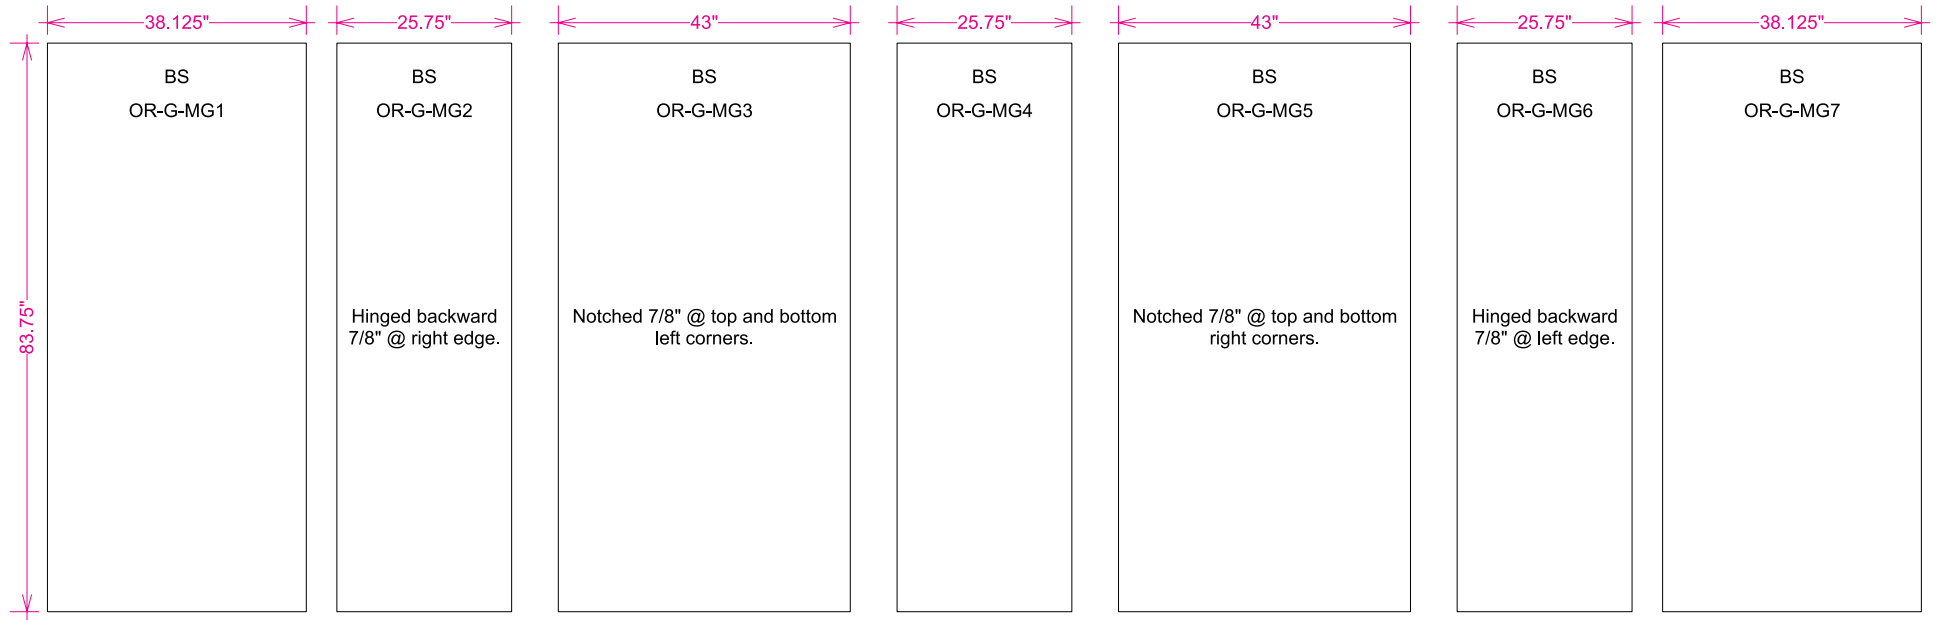 38.125"
25.75"
43"
25.75"
43"
25.75"
38.125"
83.75"
BS
OR-G-MG1
BS
OR-G-MG2
Hinged backward
7/8" @ right edge.
BS
OR-G-MG3
Notched 7/8" @ top and bottom
left corners.
BS
OR-G-MG4
BS
OR-G-MG5
Notched 7/8" @ top and bottom
right corners.
BS
OR-G-MG6
Hinged backward
7/8" @ left edge.
BS
OR-G-MG7